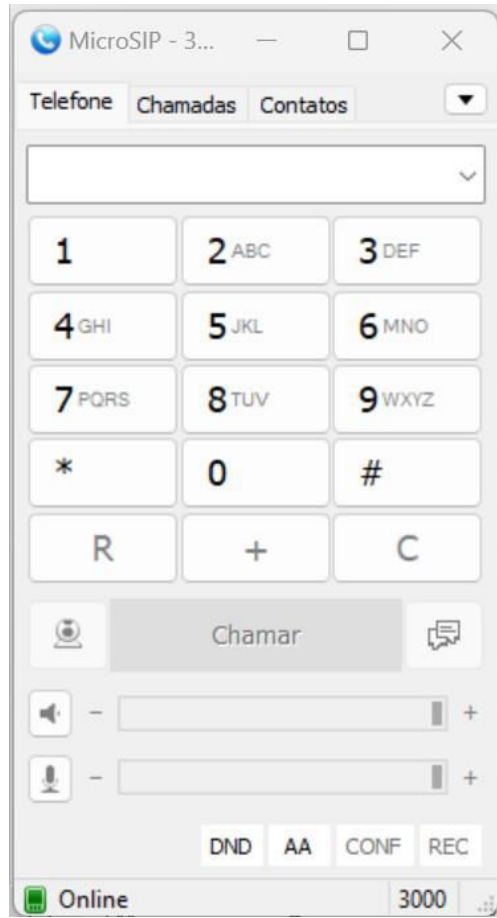 MicroSIP - 3...
Telefone Chamadas Contatos
1 2 ABC 3 DEF
4 GHI 5 JKL 6 MNO
7 PQRS 8 TUV 9 WXYZ
* 0 #
R + C
Chamar
- +
- +
DND AA CONF REC
Online 3000